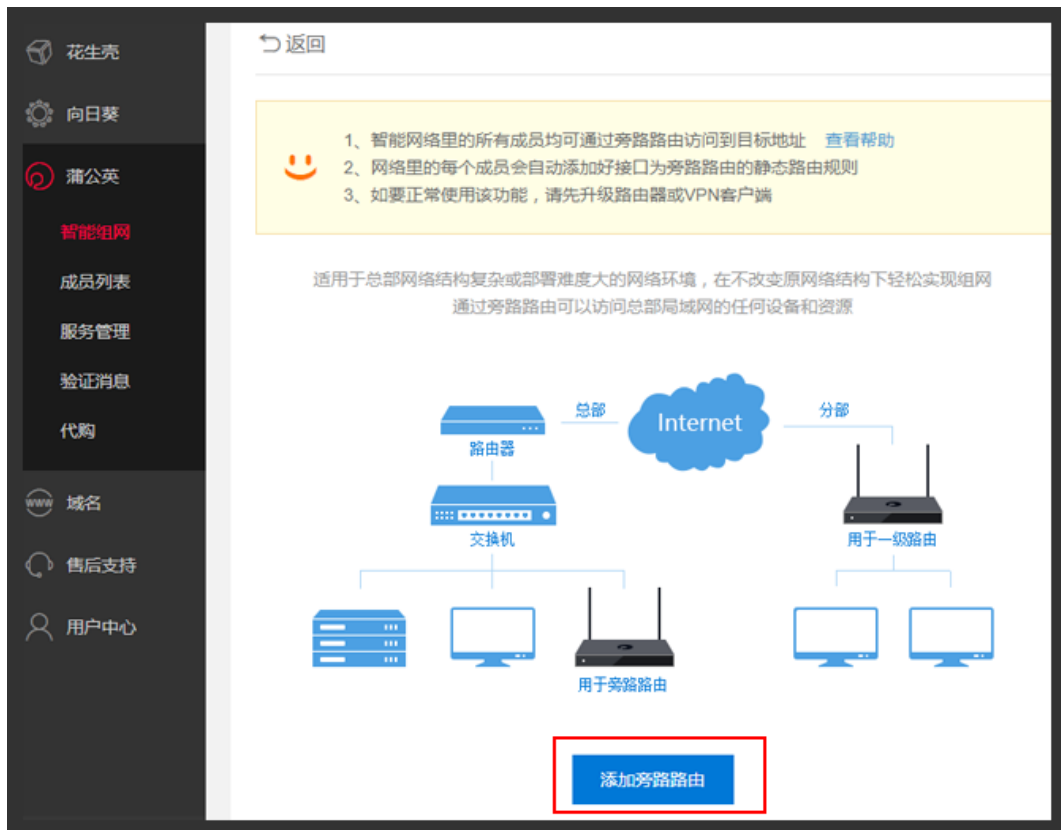 花生壳
向日葵
蒲公英
智能组网
成员列表
服务管理
验证消息
代购
www 域名
售后支持
用户中心
返回
1、智能网络里的所有成员均可通过旁路路由访问到目标地址 查看帮助
2、网络里的每个成员会自动添加好接口为旁路路由的静态路由规则
3、如要正常使用该功能，请先升级路由器或VPN客户端
适用于总部网络结构复杂或部署难度大的网络环境，在不改变原网络结构下轻松实现组网
通过旁路路由可以访问总部局域网的任何设备和资源
总部
Internet
分部
路由器
交换机
用于一级路由
用于旁路路由
添加旁路路由